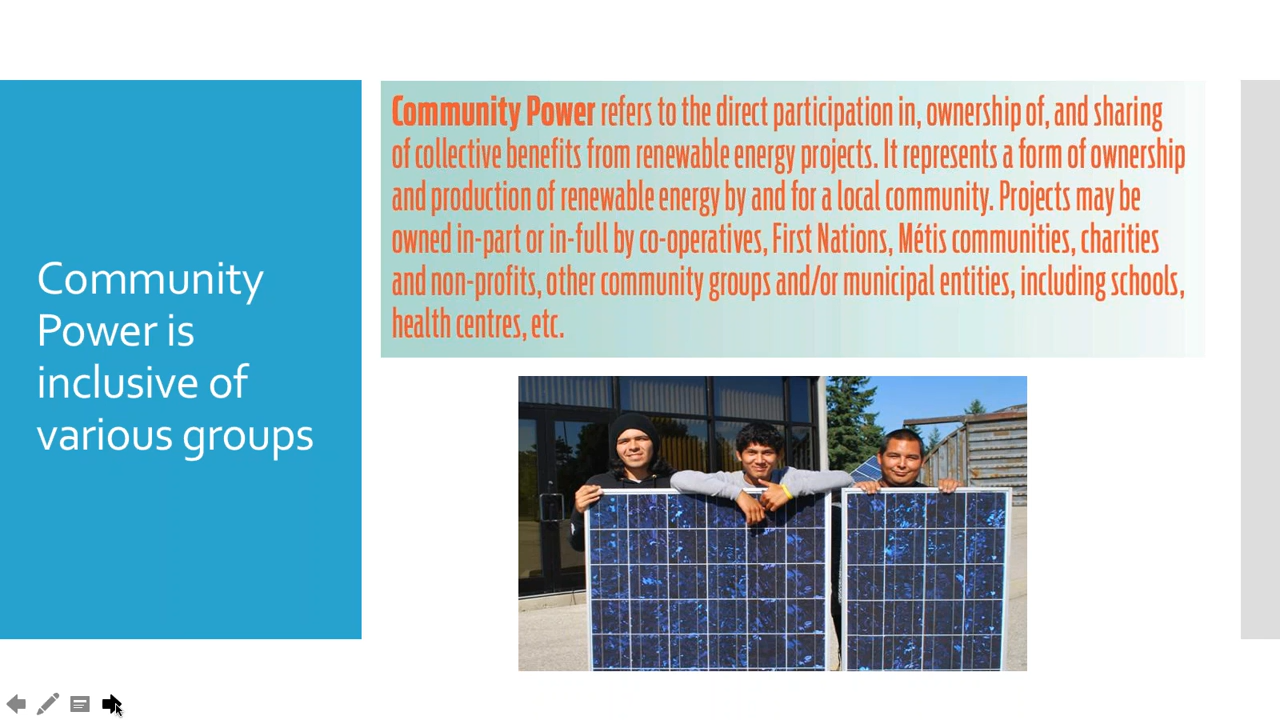 Community
Power is
inclusive of
various groups
Community Power refers to the direct participation in, ownership of, and sharing
of collective benefits from renewable energy projects. It represents a form of ownership
and production of renewable energy by and for a local community. Projects may be
owned in-part or in-full by co-operatives, First Nations, Métis communities, charities
and non-profits, other community groups and/or municipal entities, including schools,
health centres, etc.